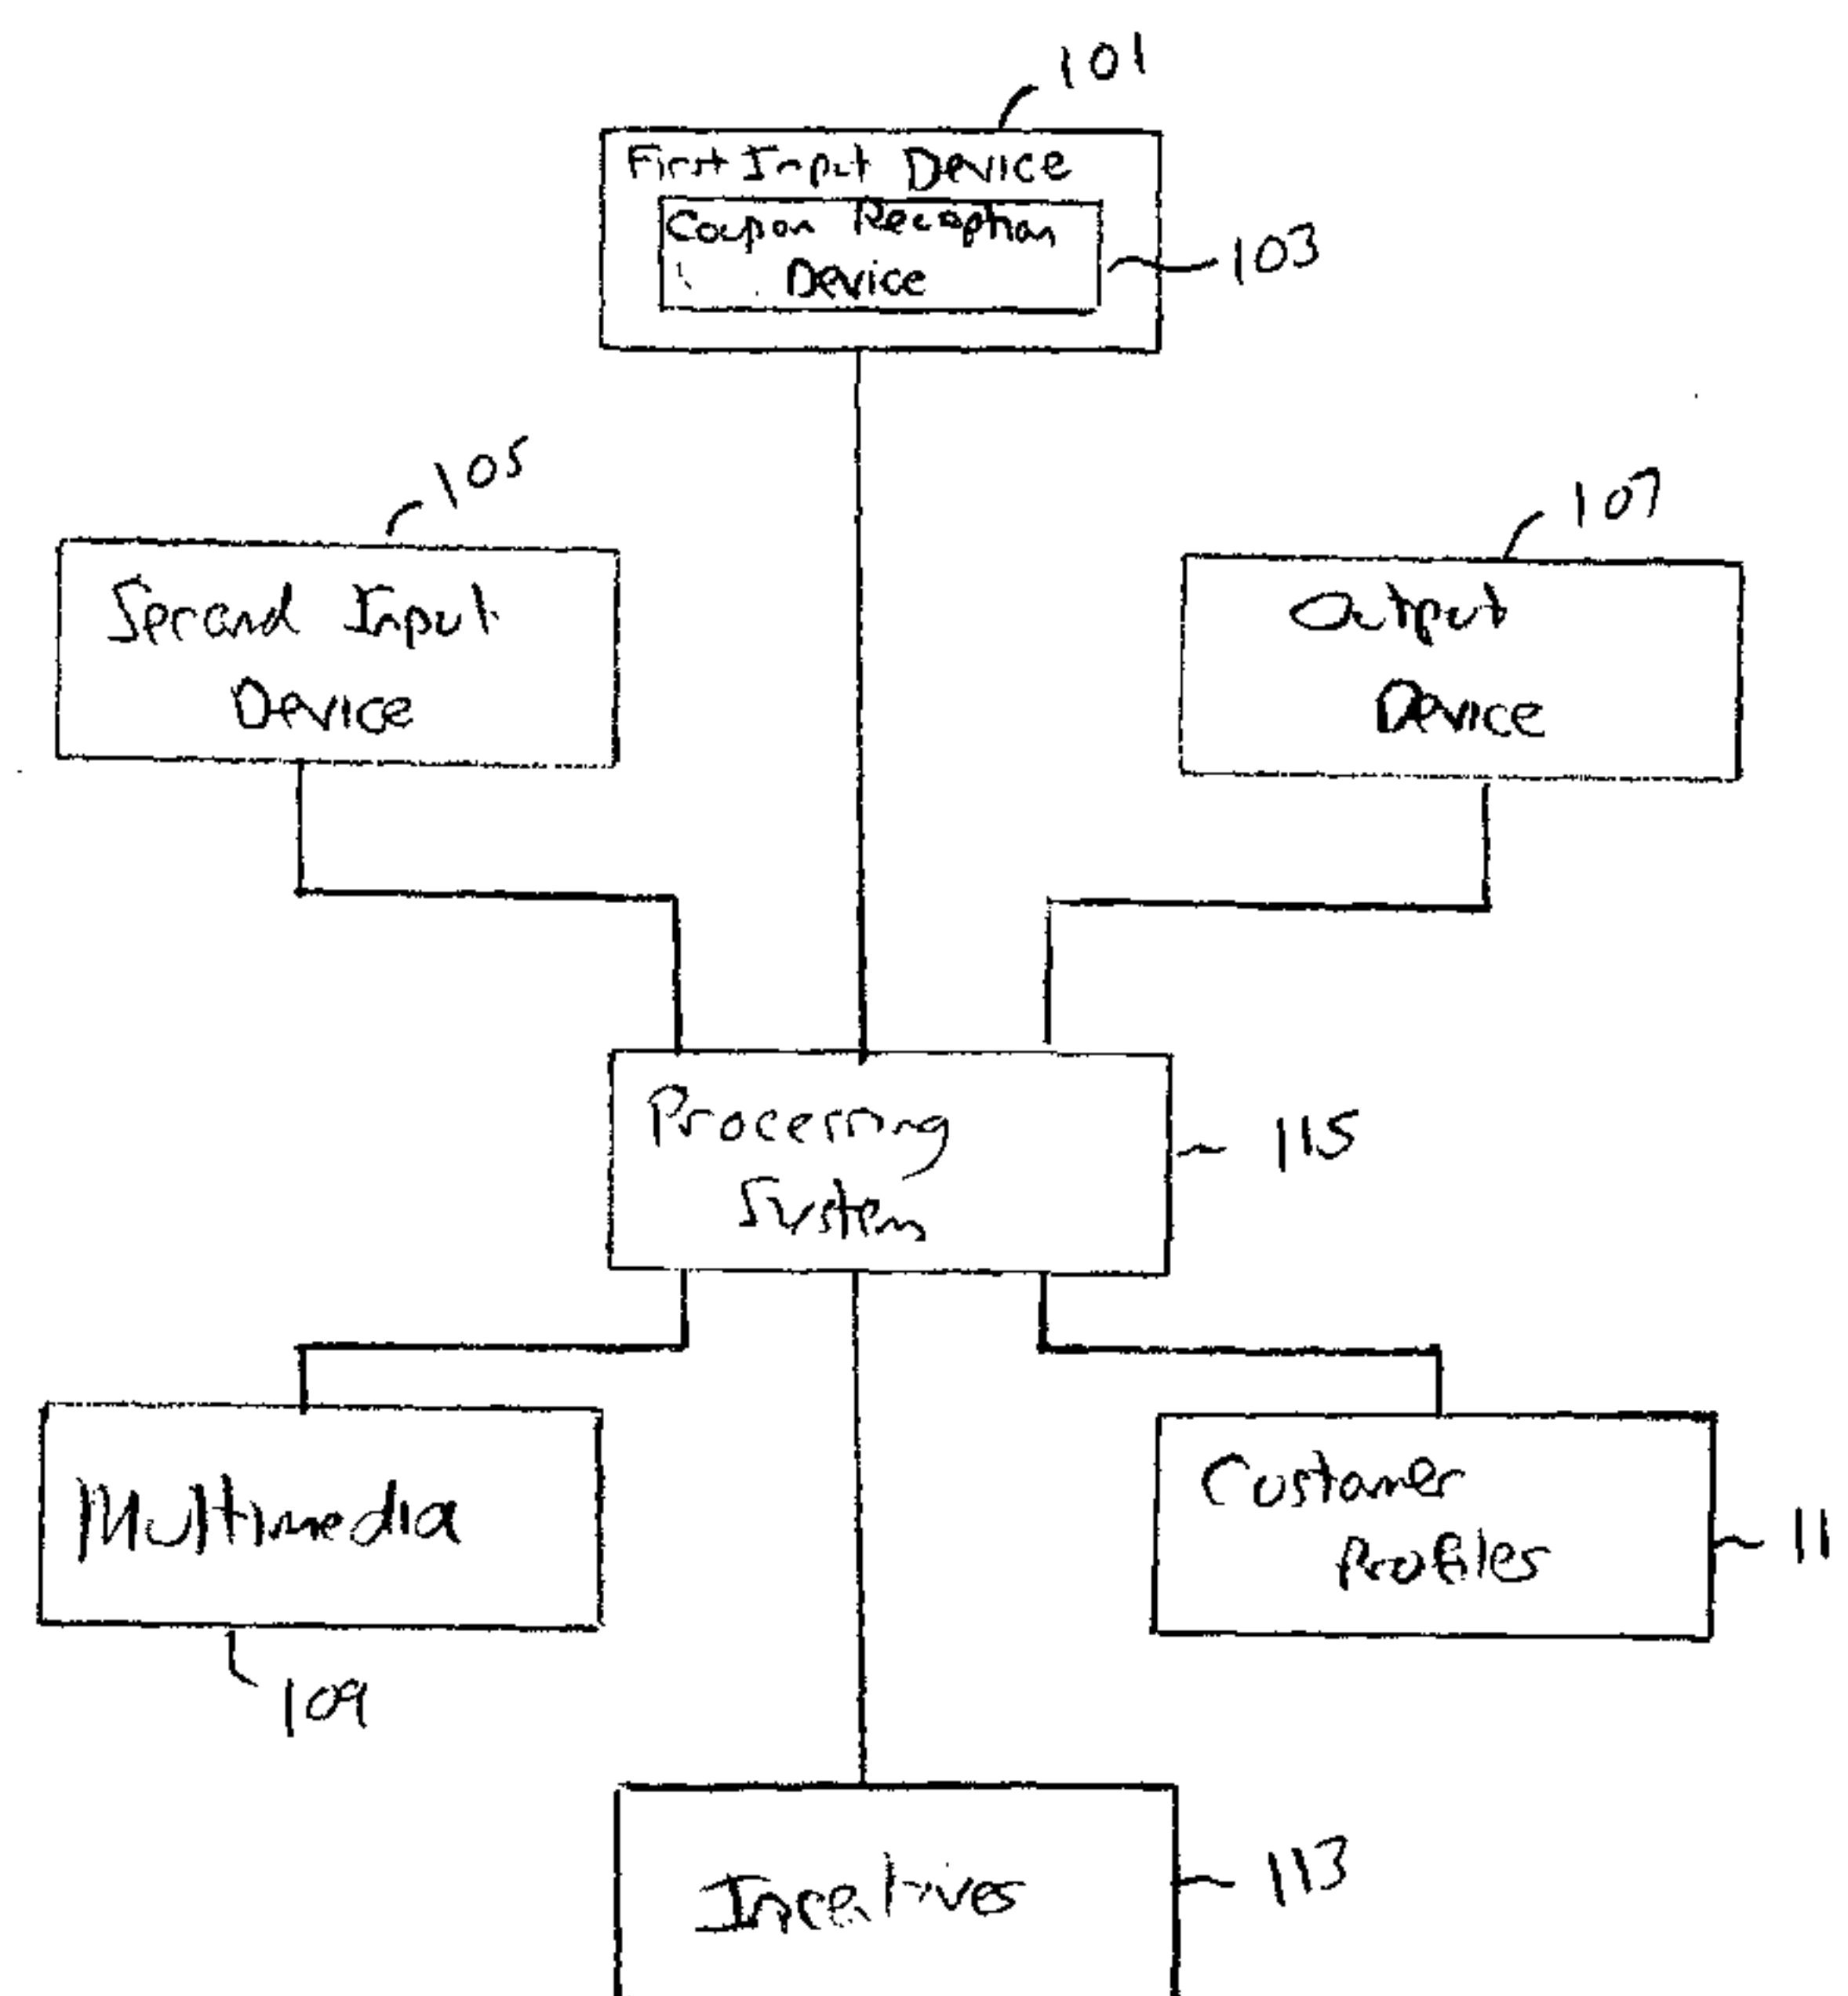 101
First Input Device
Coupon Reception
Device
103
105
107
Second Input
Device
Output
Device
Processing
System
115
Multimedia
Customer
Profiles
11
109
Incentives
113